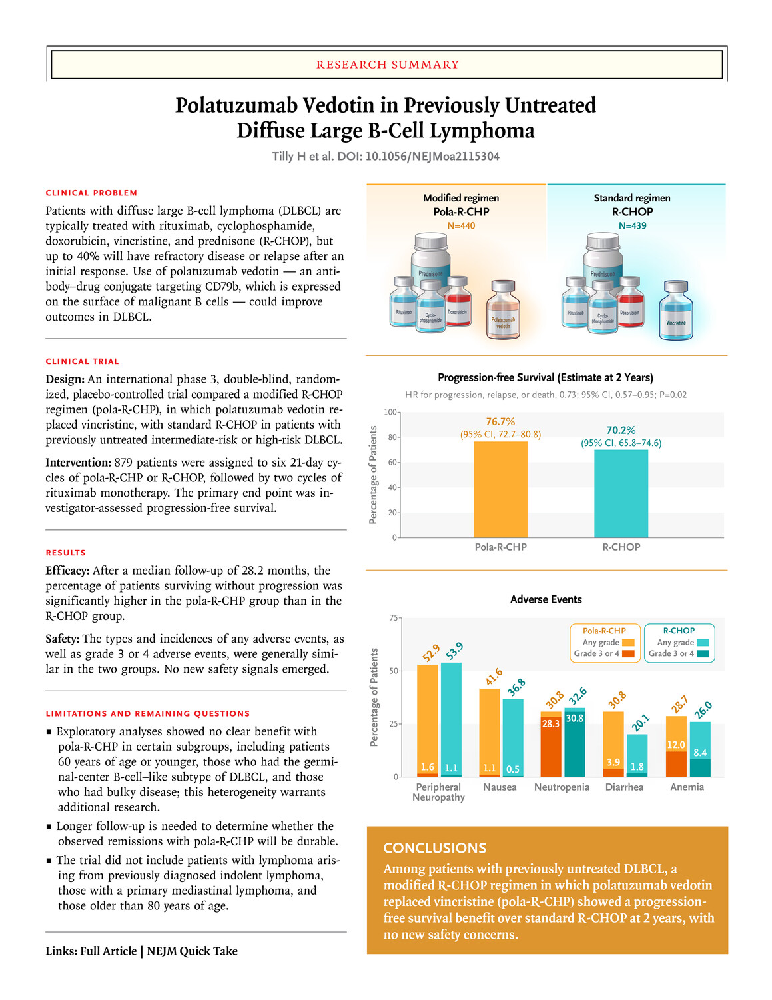 RESEARCH SUMMARY
Polatuzumab Vedotin in Previously Untreated
Diffuse Large B-Cell Lymphoma
Tilly H et al. DOI: 10.1056/NEJMoa2115304
CLINICAL PROBLEM
Patients with diffuse large B-cell lymphoma (DLBCL) are
typically treated with rituximab, cyclophosphamide,
doxorubicin, vincristine, and prednisone (R-CHOP), but
up to 40% will have refractory disease or relapse after an
initial response. Use of polatuzumab vedotin — an anti-
body–drug conjugate targeting CD79b, which is expressed
on the surface of malignant B cells — could improve
outcomes in DLBCL.
CLINICAL TRIAL
Design: An international phase 3, double-blind, random-
ized, placebo-controlled trial compared a modified R-CHOP
regimen (pola-R-CHP), in which polatuzumab vedotin re-
placed vincristine, with standard R-CHOP in patients with
previously untreated intermediate-risk or high-risk DLBCL.
Intervention: 879 patients were assigned to six 21-day cy-
cles of pola-R-CHP or R-CHOP, followed by two cycles of
rituximab monotherapy. The primary end point was in-
vestigator-assessed progression-free survival.
RESULTS
Efficacy: After a median follow-up of 28.2 months, the
percentage of patients surviving without progression was
significantly higher in the pola-R-CHP group than in the
R-CHOP group.
Safety: The types and incidences of any adverse events, as
well as grade 3 or 4 adverse events, were generally simi-
lar in the two groups. No new safety signals emerged.
LIMITATIONS AND REMAINING QUESTIONS
▪ Exploratory analyses showed no clear benefit with
pola-R-CHP in certain subgroups, including patients
60 years of age or younger, those who had the germi-
nal-center B-cell–like subtype of DLBCL, and those
who had bulky disease; this heterogeneity warrants
additional research.
▪ Longer follow-up is needed to determine whether the
observed remissions with pola-R-CHP will be durable.
▪ The trial did not include patients with lymphoma aris-
ing from previously diagnosed indolent lymphoma,
those with a primary mediastinal lymphoma, and
those older than 80 years of age.
Links: Full Article | NEJM Quick Take
Modified regimen
Pola-R-CHP
N=440
Prednisone
Rituximab
Cyclo-
phosphamide
Doxorubicin
Polatuzumab
vedotin
Standard regimen
R-CHOP
N=439
Prednisone
Rituximab
Cyclo-
phosphamide
Doxorubicin
Vincristine
Progression-free Survival (Estimate at 2 Years)
HR for progression, relapse, or death, 0.73; 95% CI, 0.57–0.95; P=0.02
Percentage of Patients
100
80
60
40
20
0
76.7%
(95% CI, 72.7–80.8)
70.2%
(95% CI, 65.8–74.6)
Pola-R-CHP
R-CHOP
Adverse Events
Percentage of Patients
75
50
25
0
Pola-R-CHP
Any grade
Grade 3 or 4
R-CHOP
Any grade
Grade 3 or 4
52.9
53.9
41.6
36.8
30.8
32.6
30.8
20.1
28.7
26.0
1.6
1.1
1.1
0.5
28.3
30.8
3.9
1.8
12.0
8.4
Peripheral
Neuropathy
Nausea
Neutropenia
Diarrhea
Anemia
CONCLUSIONS
Among patients with previously untreated DLBCL, a
modified R-CHOP regimen in which polatuzumab vedotin
replaced vincristine (pola-R-CHP) showed a progression-
free survival benefit over standard R-CHOP at 2 years, with
no new safety concerns.